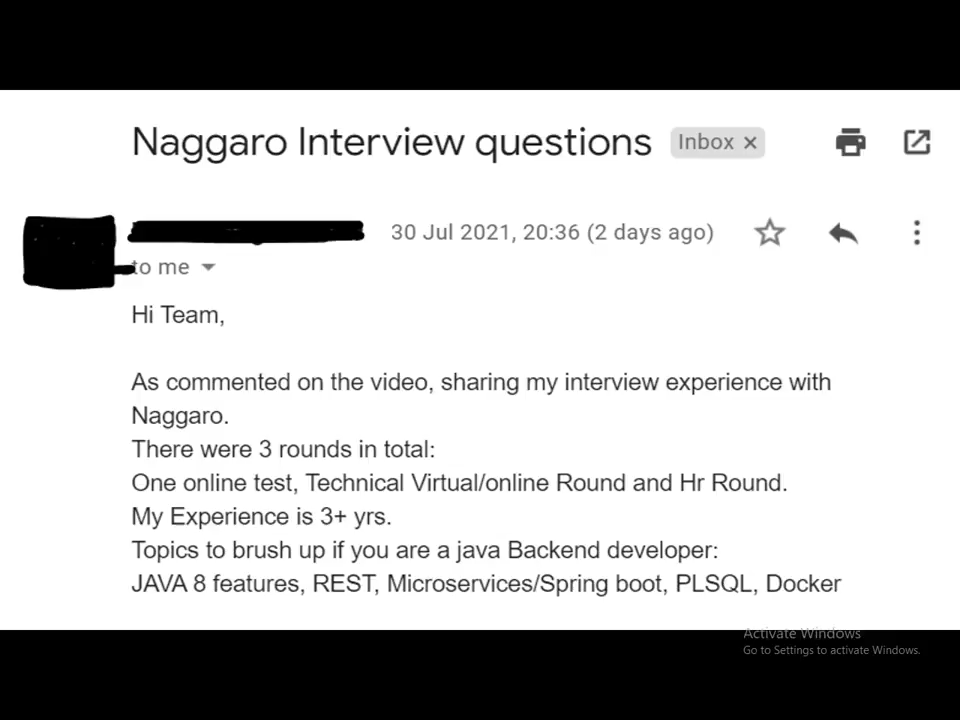 Naggaro Interview questions Inbox ×
30 Jul 2021, 20:36 (2 days ago)
to me
Hi Team,
As commented on the video, sharing my interview experience with
Naggaro.
There were 3 rounds in total:
One online test, Technical Virtual/online Round and Hr Round.
My Experience is 3+ yrs.
Topics to brush up if you are a java Backend developer:
JAVA 8 features, REST, Microservices/Spring boot, PLSQL, Docker
Activate Windows
Go to Settings to activate Windows.